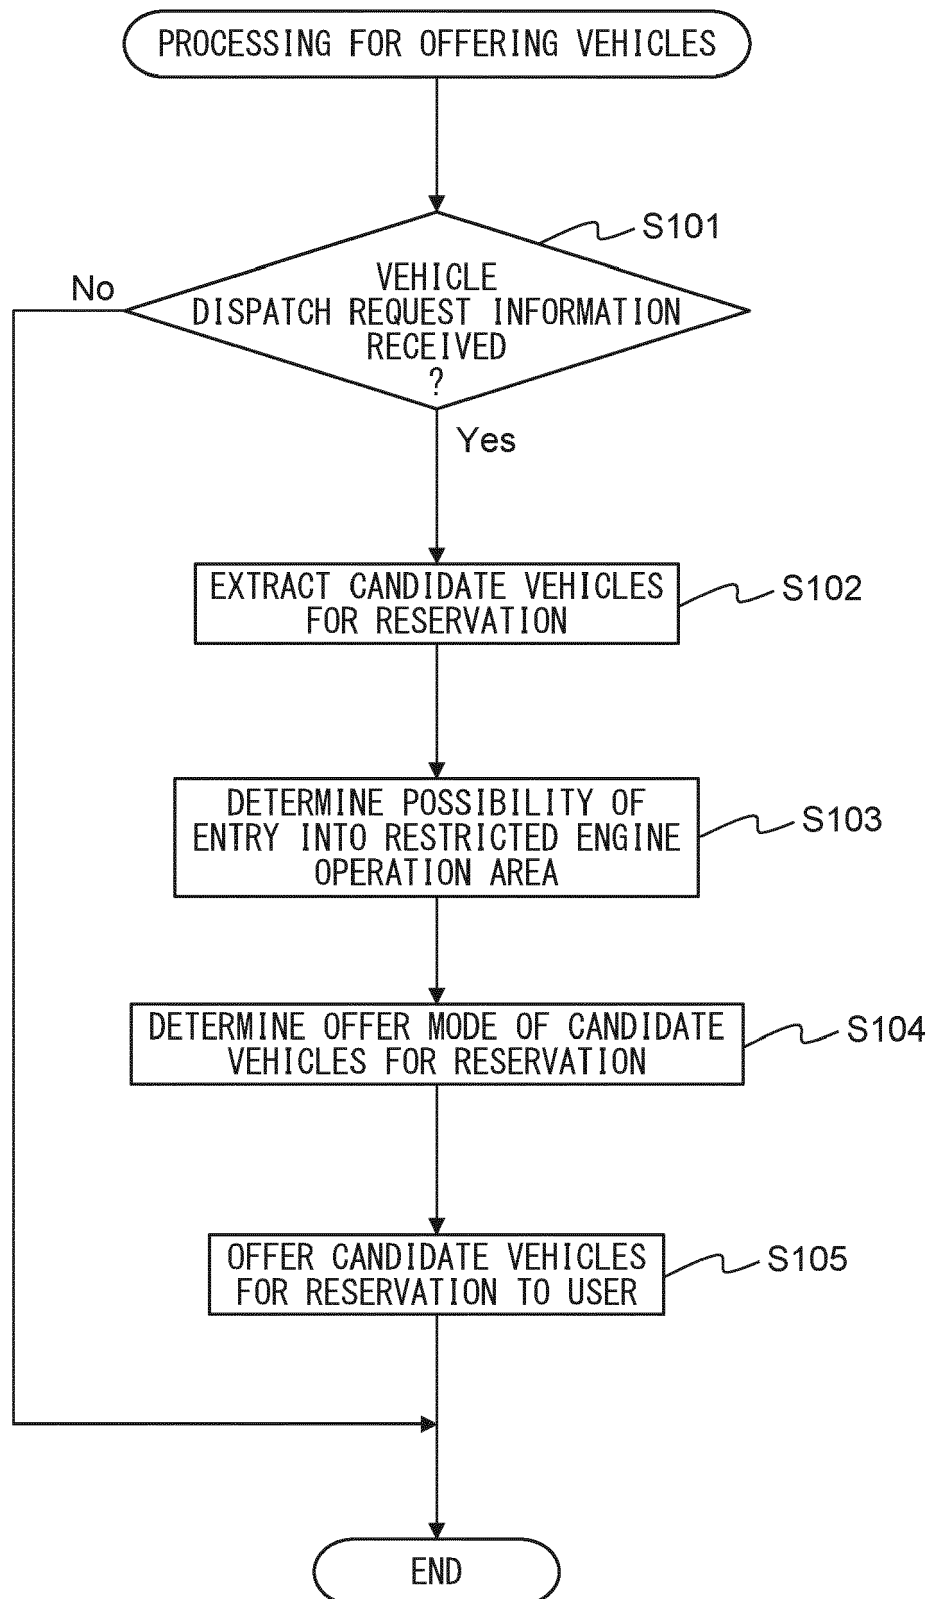 PROCESSING FOR OFFERING VEHICLES
S101
No
VEHICLE
DISPATCH REQUEST INFORMATION
RECEIVED
?
Yes
EXTRACT CANDIDATE VEHICLES
FOR RESERVATION
S102
DETERMINE POSSIBILITY OF
ENTRY INTO RESTRICTED ENGINE
OPERATION AREA
S103
DETERMINE OFFER MODE OF CANDIDATE
VEHICLES FOR RESERVATION
S104
OFFER CANDIDATE VEHICLES
FOR RESERVATION TO USER
S105
END